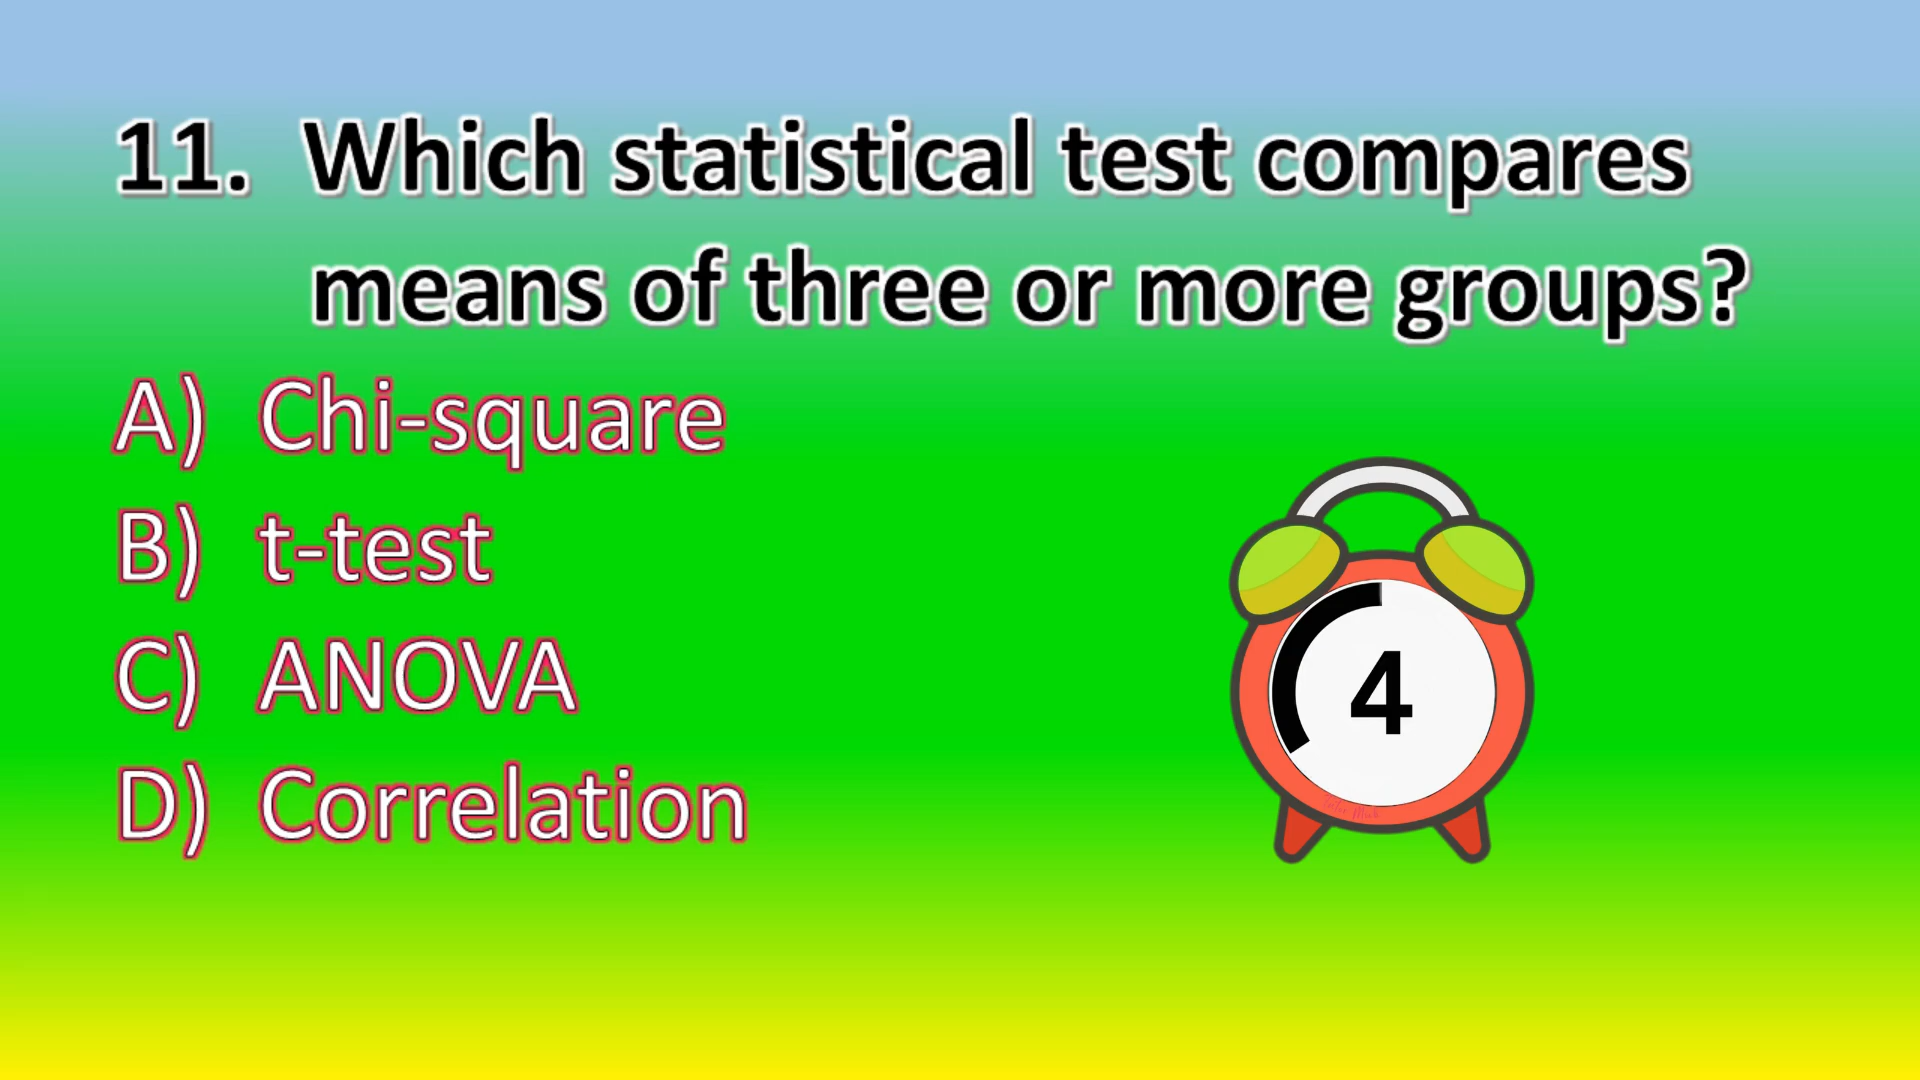 11. Which statistical test compares
means of three or more groups?
A) Chi-square
B) t-test
C) ANOVA
D) Correlation
4